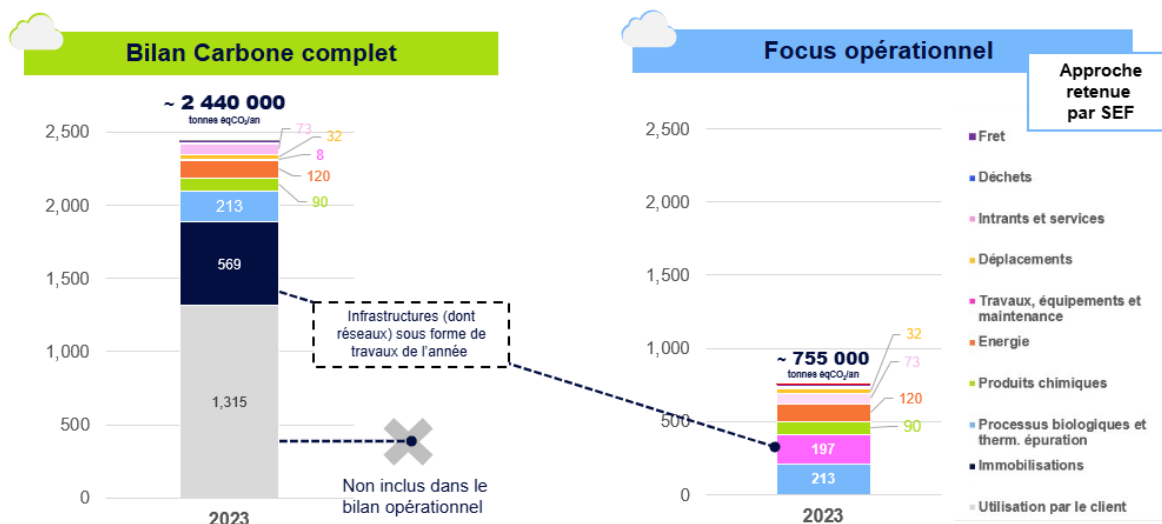 Bilan Carbone complet
~ 2 440 000
tonnes éqCO₂/an
2,500
2,000
1,500
1,000
500
0
73
32
8
120
90
213
569
1,315
2023
Infrastructures (dont
réseaux) sous forme de
travaux de l'année
Non inclus dans le
bilan opérationnel
Focus opérationnel
Approche
retenue
par SEF
2,500
2,000
1,500
1,000
500
0
~ 755 000
tonnes éqCO₂/an
32
73
120
90
197
213
2023
Fret
Déchets
Intrants et services
Déplacements
Travaux, équipements et
maintenance
Energie
Produits chimiques
Processus biologiques et
therm. épuration
Immobilisations
Utilisation par le client